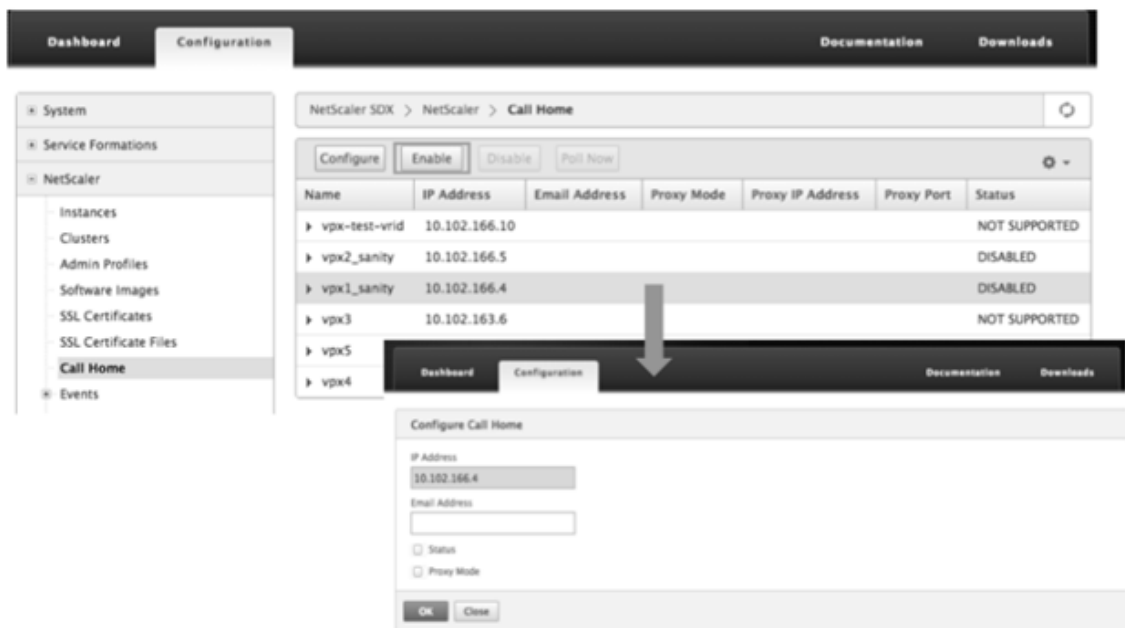 Dashboard Configuration Documentation Downloads
System
Service Formations
NetScaler
Instances
Clusters
Admin Profiles
Software Images
SSL Certificates
SSL Certificate Files
Call Home
Events
NetScaler SDX > NetScaler > Call Home
Configure Enable Disable Poll Now
Name IP Address Email Address Proxy Mode Proxy IP Address Proxy Port Status
vpx-test-vrid 10.102.166.10 NOT SUPPORTED
vpx2_sanity 10.102.166.5 DISABLED
vpx1_sanity 10.102.166.4 DISABLED
vpx3 10.102.163.6 NOT SUPPORTED
vpx5
vpx4
Dashboard Configuration Documentation Downloads
Configure Call Home
IP Address
10.102.166.4
Email Address
Status
Proxy Mode
OK Close